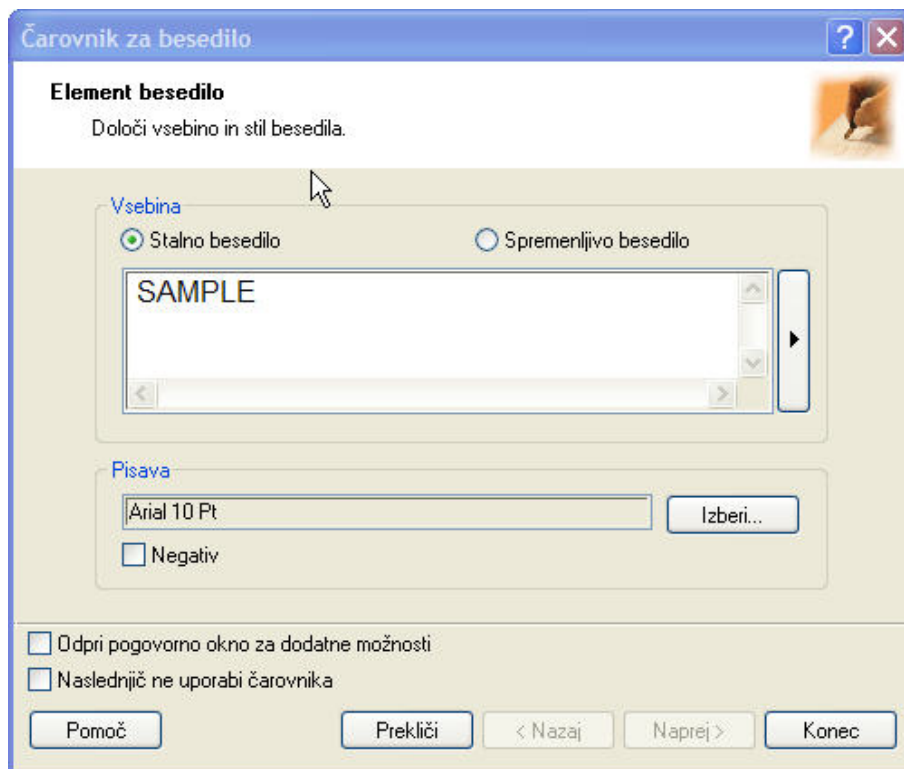 Čarovnik za besedilo
Element besedilo
Določi vsebino in stil besedila.
Vsebina
Stalno besedilo Spremenljivo besedilo
SAMPLE
Pisava
Arial 10 Pt Izberi...
Negativ
Odpri pogovorno okno za dodatne možnosti
Naslednjič ne uporabi čarovnika
Pomoč Prekliči < Nazaj Naprej > Konec